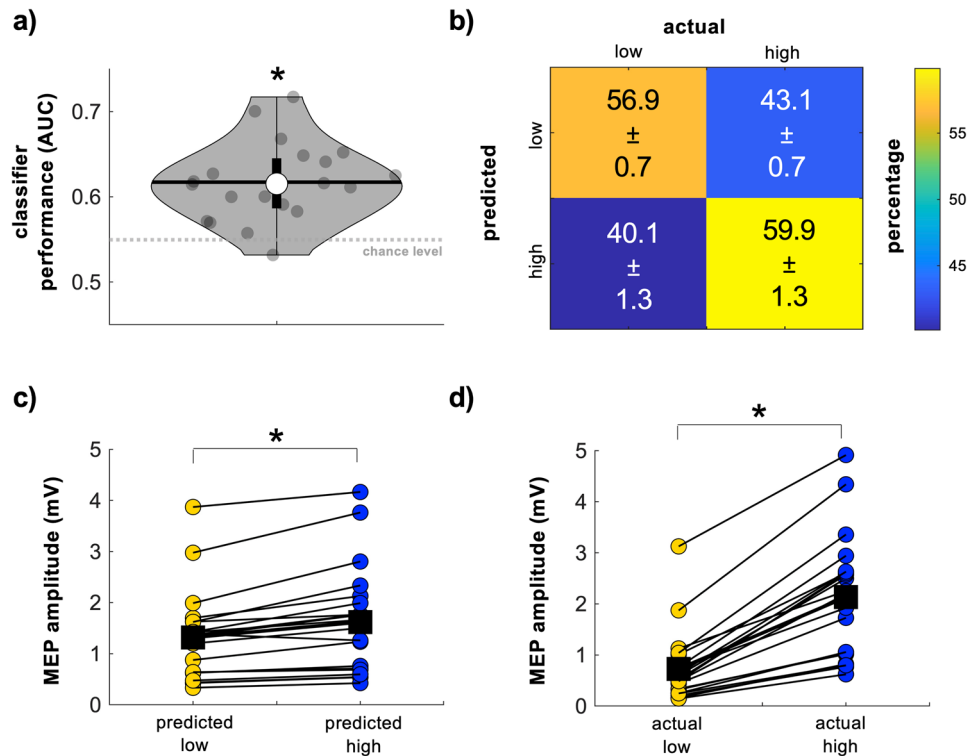 a)
*
0.7
0.6
0.5
classifier
performance (AUC)
chance level
b)
actual
low
high
predicted
low
high
56.9
±
0.7
43.1
±
0.7
40.1
±
1.3
59.9
±
1.3
55
50
45
percentage
c)
*
5
4
3
2
1
0
MEP amplitude (mV)
predicted
low
predicted
high
d)
*
5
4
3
2
1
0
MEP amplitude (mV)
actual
low
actual
high